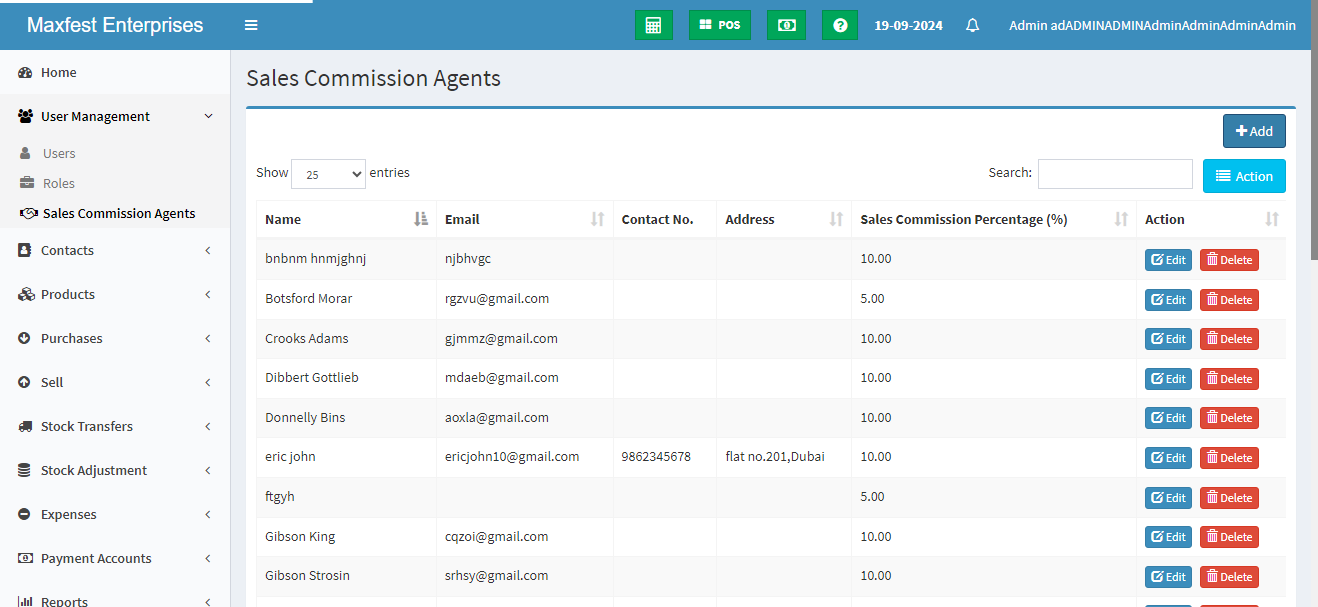 Maxfest Enterprises POS 19-09-2024 Admin adADMINADMINAdminAdminAdminAdmin
Home
User Management
Users
Roles
Sales Commission Agents
Contacts
Products
Purchases
Sell
Stock Transfers
Stock Adjustment
Expenses
Payment Accounts
Reports
Sales Commission Agents
Add
Show 25 entries Search: Action
Name Email Contact No. Address Sales Commission Percentage (%) Action
bnbnm hnmjghnj njbhvgc 10.00 Edit Delete
Botsford Morar rgzvu@gmail.com 5.00 Edit Delete
Crooks Adams gjmmz@gmail.com 10.00 Edit Delete
Dibbert Gottlieb mdaeb@gmail.com 10.00 Edit Delete
Donnelly Bins aoxla@gmail.com 10.00 Edit Delete
eric john ericjohn10@gmail.com 9862345678 flat no.201,Dubai 10.00 Edit Delete
ftgyh 5.00 Edit Delete
Gibson King cqzoi@gmail.com 10.00 Edit Delete
Gibson Strosin srhsy@gmail.com 10.00 Edit Delete